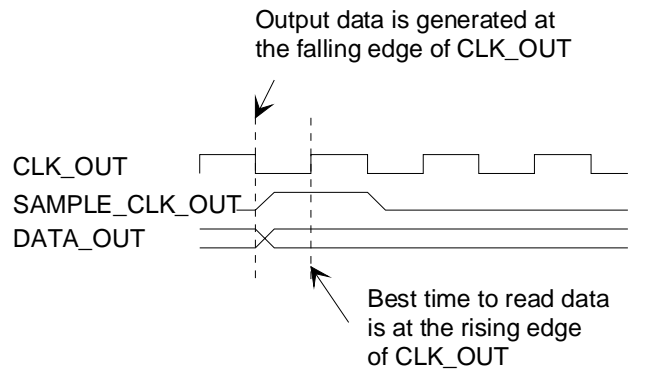 Output data is generated at
the falling edge of CLK_OUT
CLK_OUT
SAMPLE_CLK_OUT
DATA_OUT
Best time to read data
is at the rising edge
of CLK_OUT